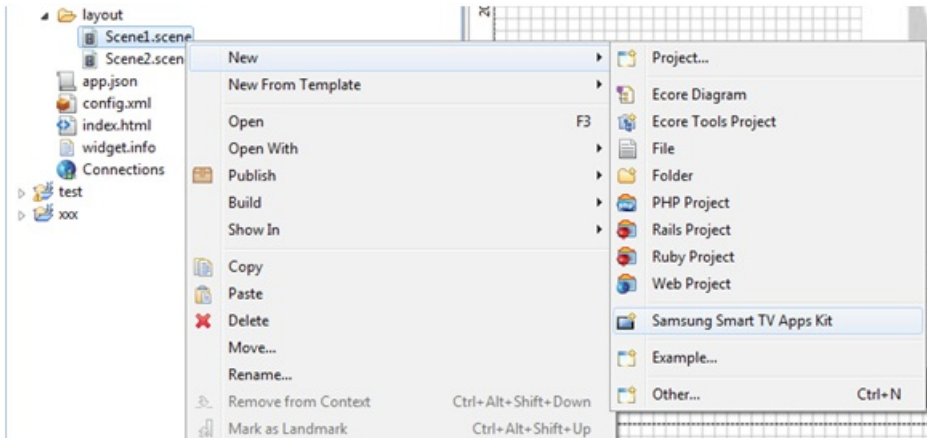 layout
Scene1.scene
Scene2.scen
app.json
config.xml
index.html
widget.info
Connections
test
xxx
New
New From Template
Open F3
Open With
Publish
Build
Show In
Copy
Paste
Delete
Move...
Rename...
Remove from Context Ctrl+Alt+Shift+Down
Mark as Landmark Ctrl+Alt+Shift+Up
Project...
Ecore Diagram
Ecore Tools Project
File
Folder
PHP Project
Rails Project
Ruby Project
Web Project
Samsung Smart TV Apps Kit
Example...
Other... Ctrl+N